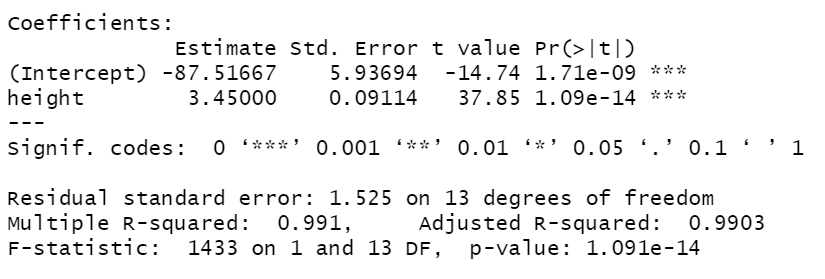 Coefficients:
             Estimate Std. Error t value Pr(>|t|)
(Intercept) -87.51667    5.93694  -14.74 1.71e-09 ***
height        3.45000    0.09114   37.85 1.09e-14 ***
---
Signif. codes:  0 ‘***’ 0.001 ‘**’ 0.01 ‘*’ 0.05 ‘.’ 0.1 ‘ ’ 1
Residual standard error: 1.525 on 13 degrees of freedom
Multiple R-squared:  0.991,	Adjusted R-squared:  0.9903
F-statistic:  1433 on 1 and 13 DF,  p-value: 1.091e-14